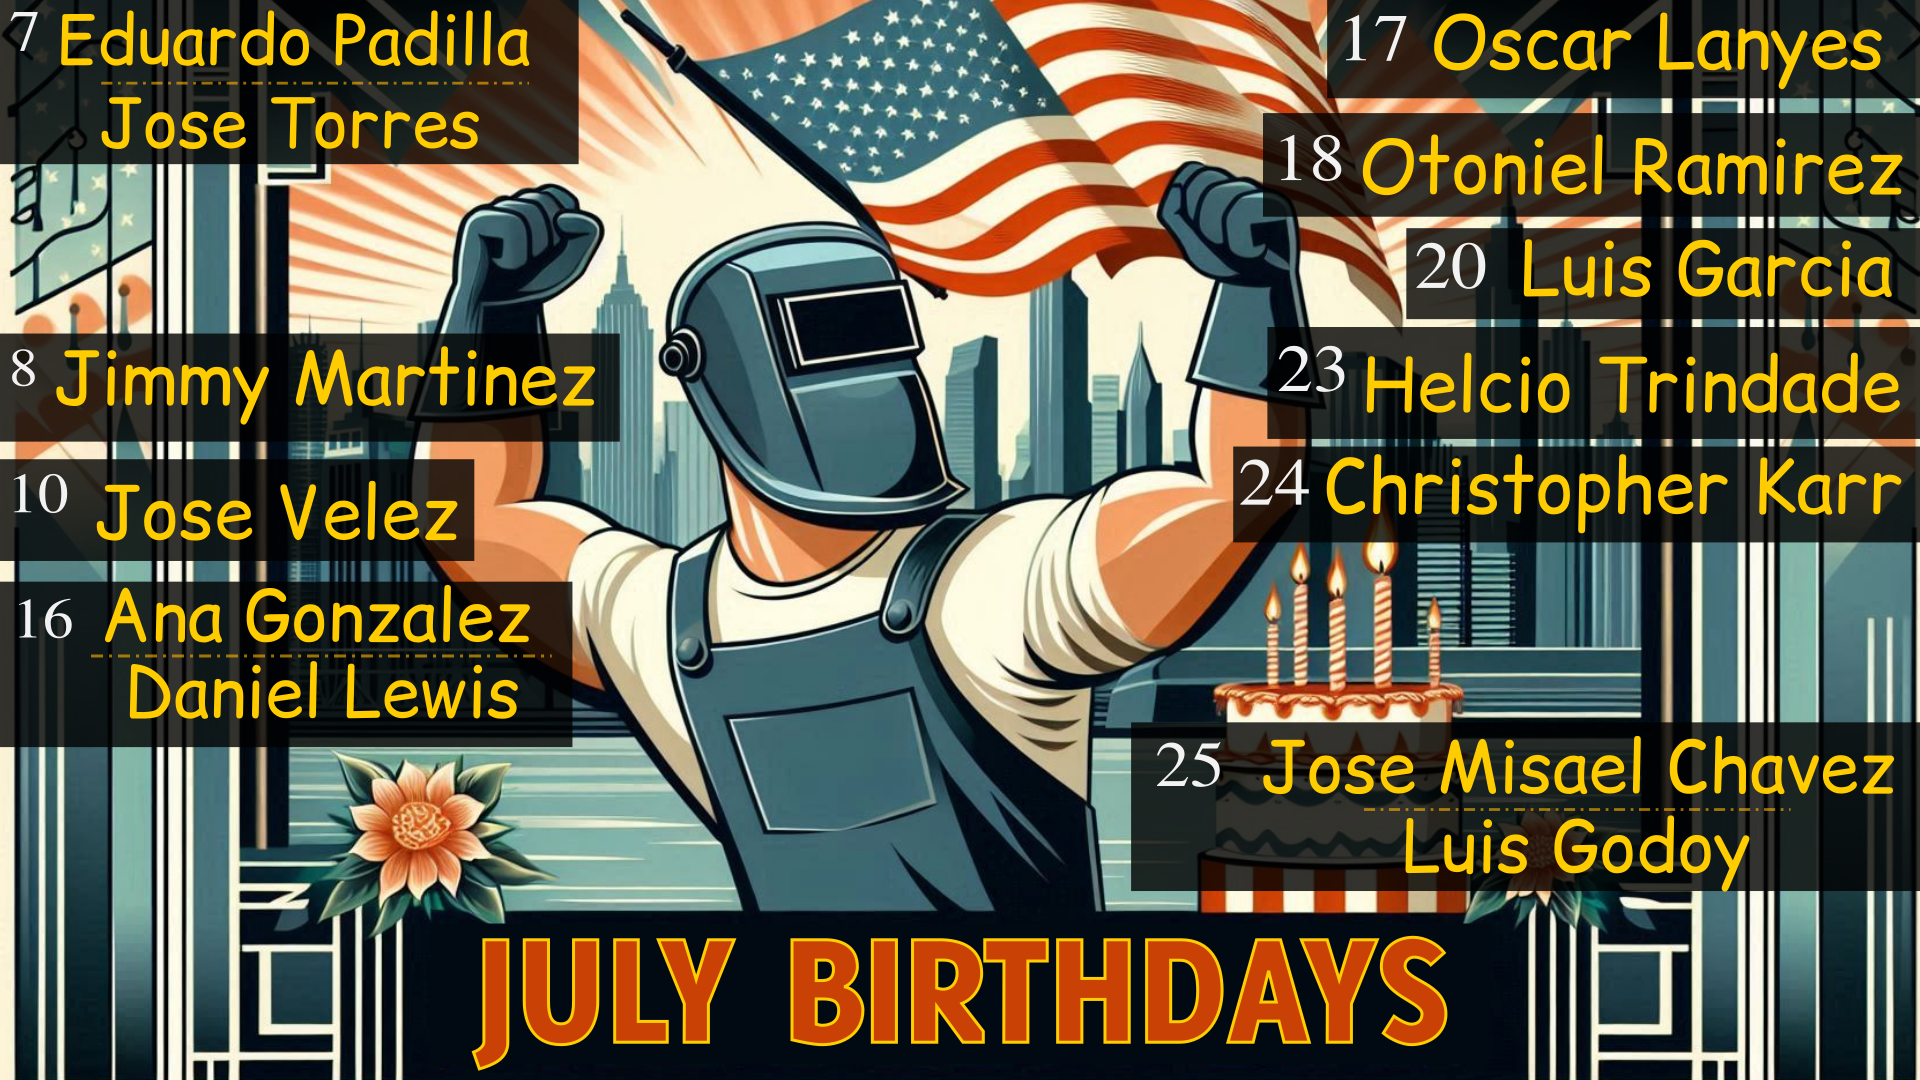 7 Eduardo Padilla
Jose Torres
8 Jimmy Martinez
10 Jose Velez
16 Ana Gonzalez
Daniel Lewis
17 Oscar Lanyes
18 Otoniel Ramirez
20 Luis Garcia
23 Helcio Trindade
24 Christopher Karr
25 Jose Misael Chavez
Luis Godoy
JULY BIRTHDAYS